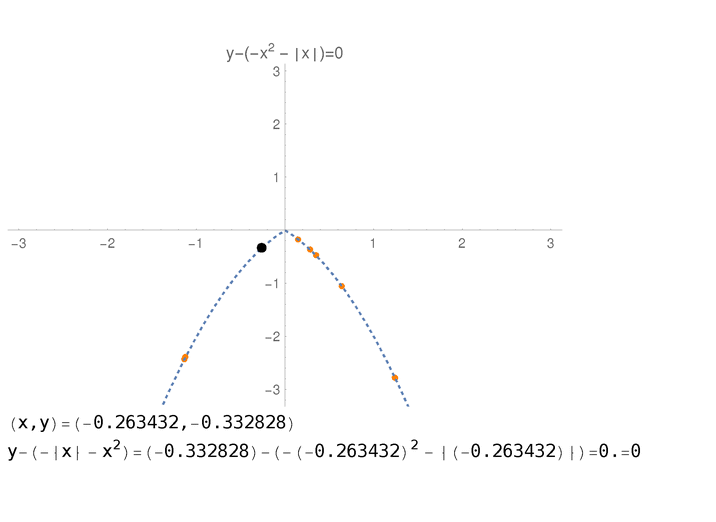 y−(−x² − |x|)=0
3
2
1
−3 −2 −1 1 2 3
−1
−2
−3
(x,y)=(−0.263432,−0.332828)
y−(−|x| − x²)=(−0.332828)−(−(−0.263432)² − |(−0.263432)|)=0.=0